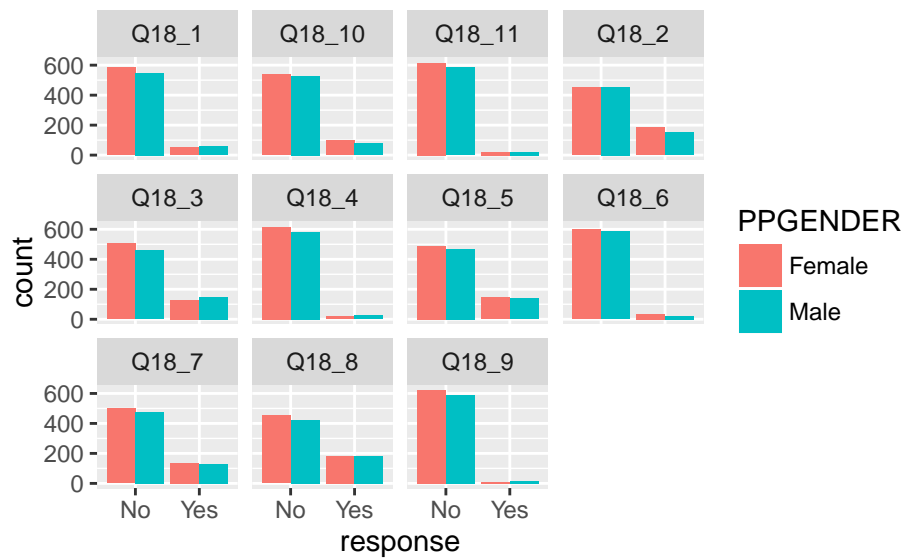 Q18_1 Q18_10 Q18_11 Q18_2
600
400
200
0
Q18_3 Q18_4 Q18_5 Q18_6
600
400
200
0
Q18_7 Q18_8 Q18_9
600
400
200
0
No Yes No Yes No Yes
response
count
PPGENDER
Female
Male